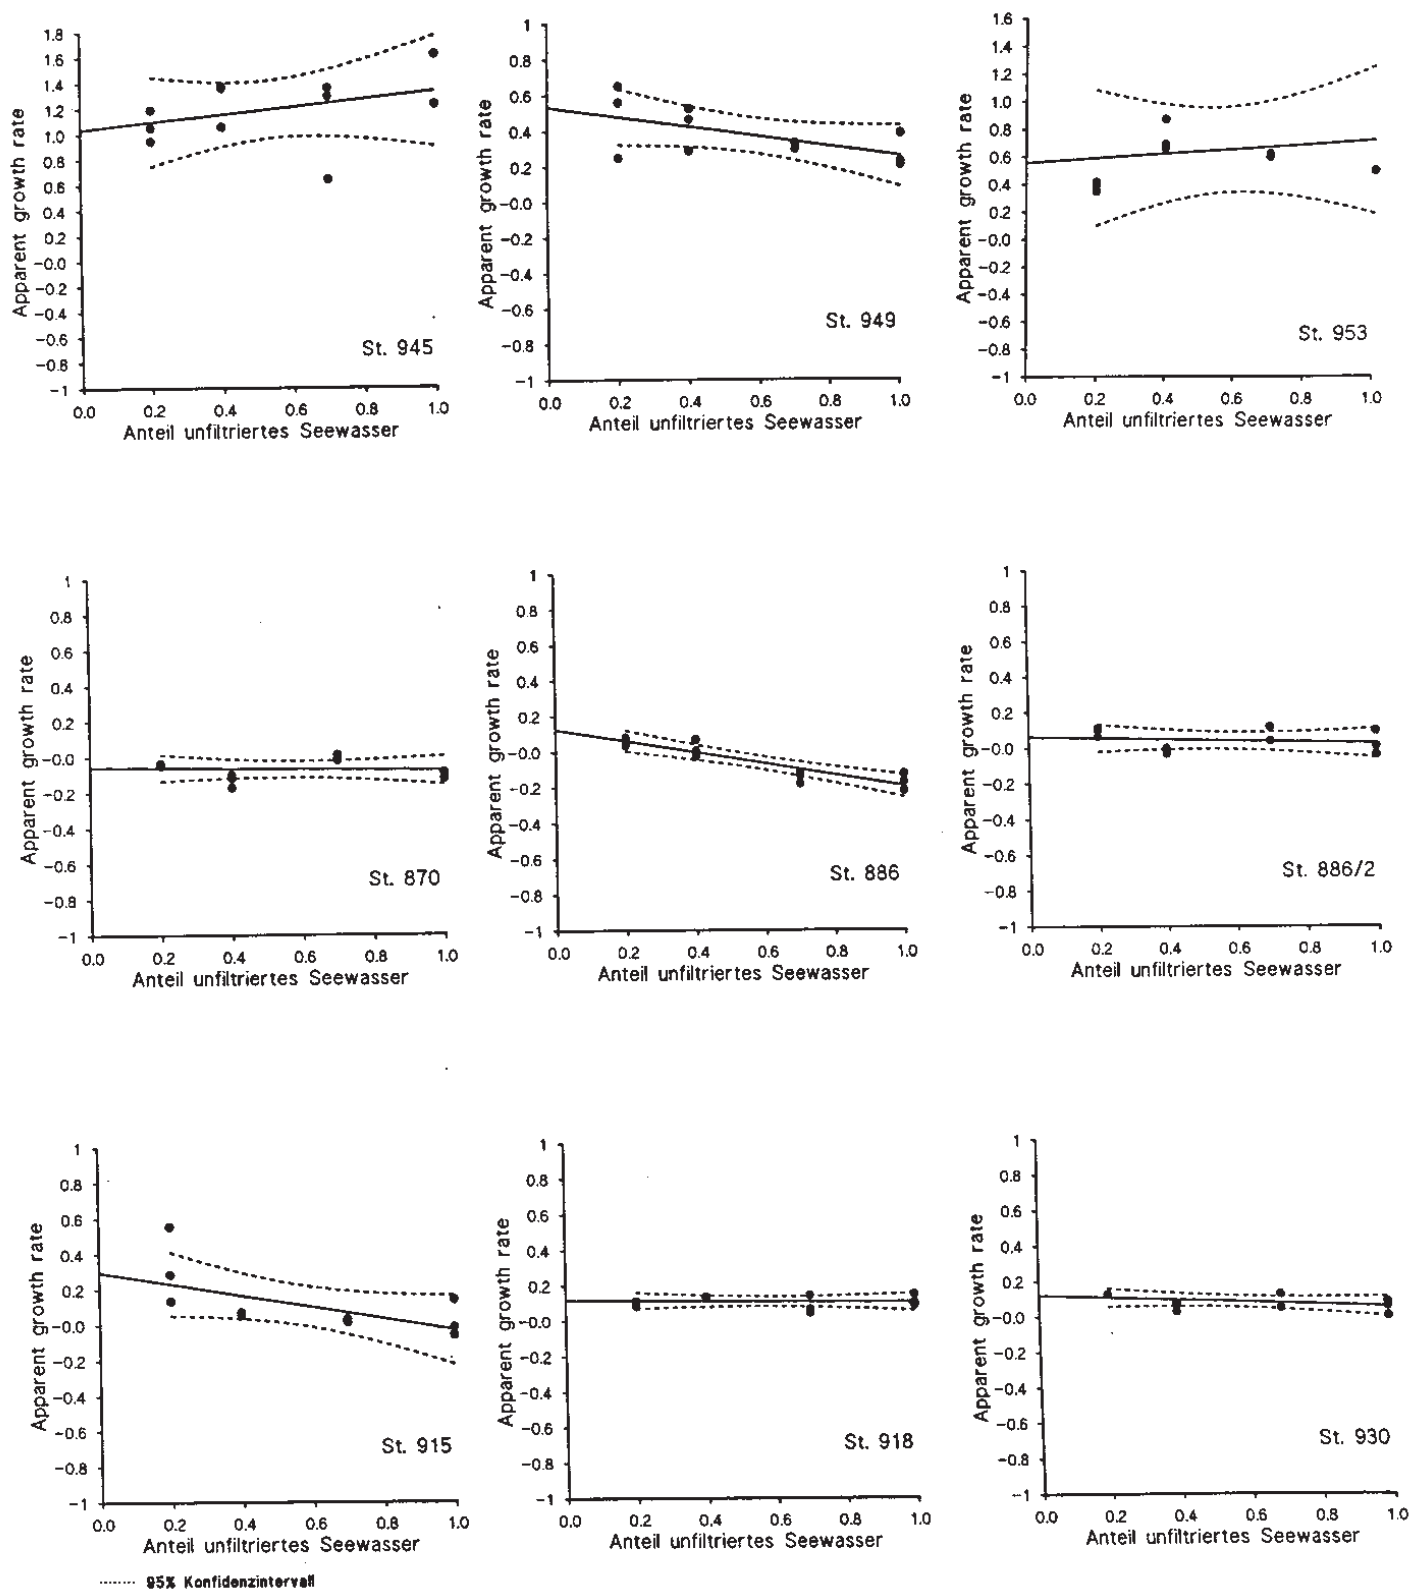 Apparent growth rate
1.8
1.6
1.4
1.2
1.0
0.8
0.6
0.4
0.2
-0.0
-0.2
-0.4
-0.6
-0.8
-1
St. 945
0.0 0.2 0.4 0.6 0.8 1.0
Anteil unfiltriertes Seewasser
Apparent growth rate
1
0.8
0.6
0.4
0.2
-0.0
-0.2
-0.4
-0.6
-0.8
-1
St. 949
0.0 0.2 0.4 0.6 0.8 1.0
Anteil unfiltriertes Seewasser
Apparent growth rate
1.6
1.4
1.2
1.0
0.8
0.6
0.4
0.2
-0.0
-0.2
-0.4
-0.6
-0.8
-1
St. 953
0.0 0.2 0.4 0.6 0.8 1.0
Anteil unfiltriertes Seewasser
Apparent growth rate
1
0.8
0.6
0.4
0.2
-0.0
-0.2
-0.4
-0.6
-0.8
-1
St. 870
0.0 0.2 0.4 0.6 0.8 1.0
Anteil unfiltriertes Seewasser
Apparent growth rate
1
0.8
0.6
0.4
0.2
-0.0
-0.2
-0.4
-0.6
-0.8
-1
St. 886
0.0 0.2 0.4 0.6 0.8 1.0
Anteil unfiltriertes Seewasser
Apparent growth rate
1
0.8
0.6
0.4
0.2
-0.0
-0.2
-0.4
-0.6
-0.8
-1
St. 886/2
0.0 0.2 0.4 0.6 0.8 1.0
Anteil unfiltriertes Seewasser
Apparent growth rate
1
0.8
0.6
0.4
0.2
-0.0
-0.2
-0.4
-0.6
-0.8
-1
St. 915
0.0 0.2 0.4 0.6 0.8 1.0
Anteil unfiltriertes Seewasser
Apparent growth rate
1
0.8
0.6
0.4
0.2
-0.0
-0.2
-0.4
-0.6
-0.8
-1
St. 918
0.0 0.2 0.4 0.6 0.8 1.0
Anteil unfiltriertes Seewasser
Apparent growth rate
1
0.8
0.6
0.4
0.2
-0.0
-0.2
-0.4
-0.6
-0.8
-1
St. 930
0.0 0.2 0.4 0.6 0.8 1.0
Anteil unfiltriertes Seewasser
95% Konfidenzintervall